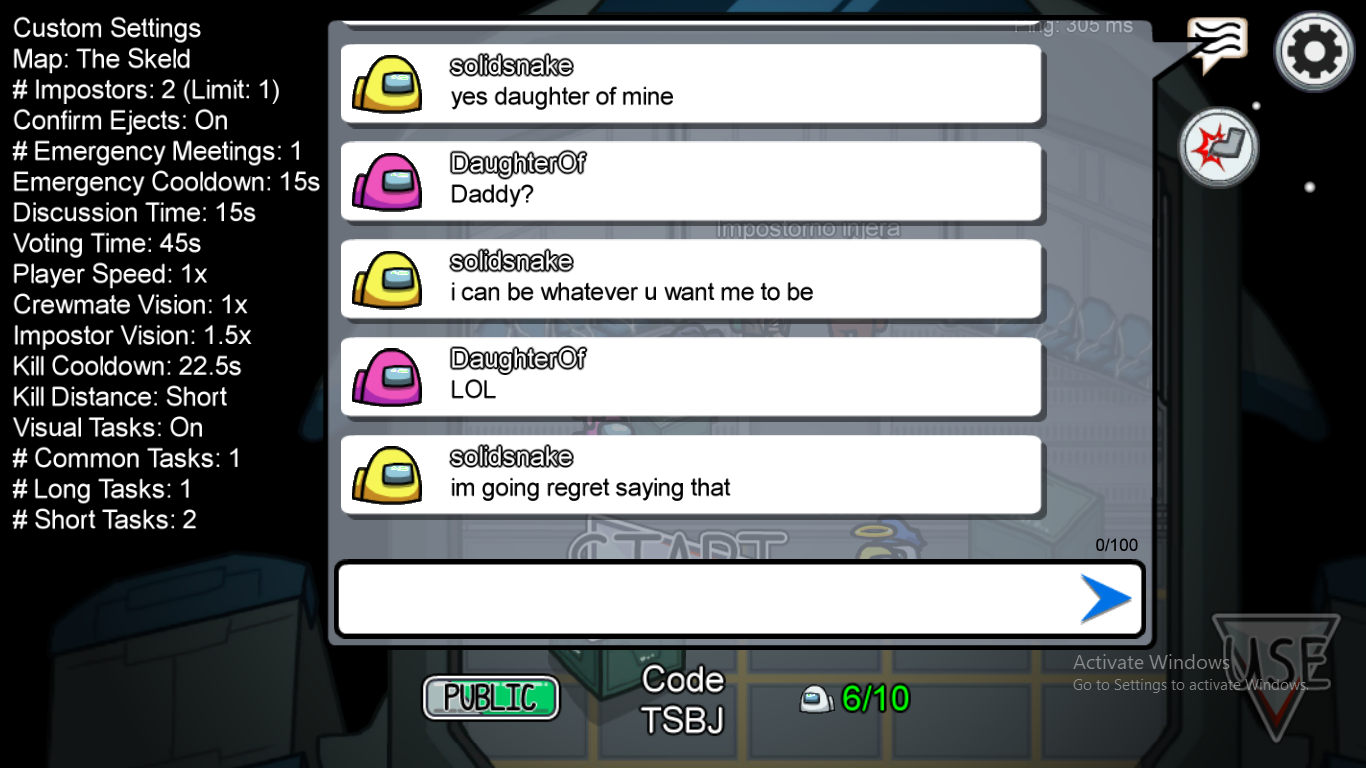 Custom Settings
Map: The Skeld
# Impostors: 2 (Limit: 1)
Confirm Ejects: On
# Emergency Meetings: 1
Emergency Cooldown: 15s
Discussion Time: 15s
Voting Time: 45s
Player Speed: 1x
Crewmate Vision: 1x
Impostor Vision: 1.5x
Kill Cooldown: 22.5s
Kill Distance: Short
Visual Tasks: On
# Common Tasks: 1
# Long Tasks: 1
# Short Tasks: 2
Ping: 305 ms
solidsnake
yes daughter of mine
DaughterOf
Daddy?
Impostorno injera
solidsnake
i can be whatever u want me to be
DaughterOf
LOL
solidsnake
im going regret saying that
START
0/100
USE
Activate Windows
Go to Settings to activate Windows.
PUBLIC
Code
TSBJ
6/10